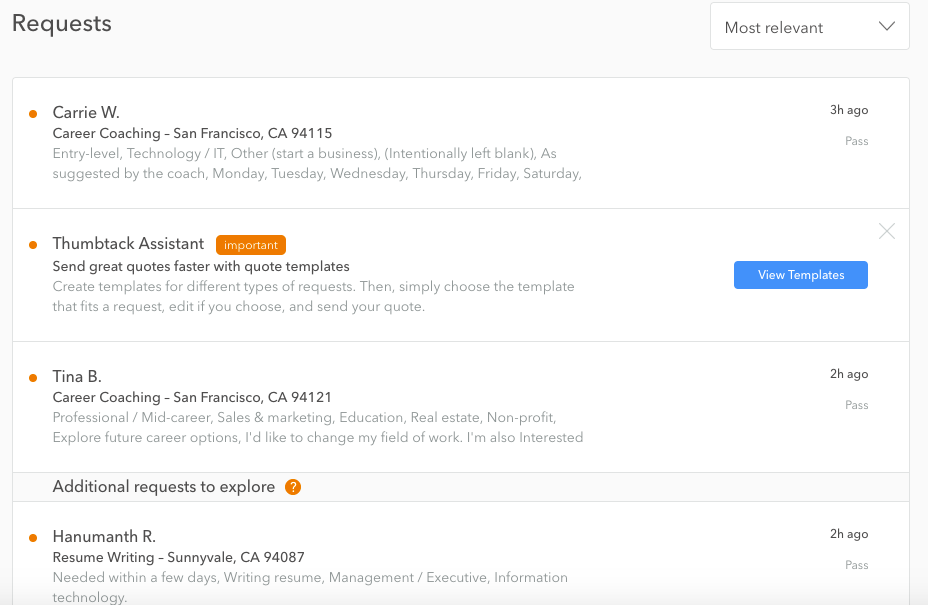 Requests
Most relevant
Carrie W.
3h ago
Career Coaching – San Francisco, CA 94115
Pass
Entry-level, Technology / IT, Other (start a business), (Intentionally left blank), As
suggested by the coach, Monday, Tuesday, Wednesday, Thursday, Friday, Saturday,
Thumbtack Assistant important
Send great quotes faster with quote templates
View Templates
Create templates for different types of requests. Then, simply choose the template
that fits a request, edit if you choose, and send your quote.
Tina B.
2h ago
Career Coaching – San Francisco, CA 94121
Pass
Professional / Mid-career, Sales & marketing, Education, Real estate, Non-profit,
Explore future career options, I'd like to change my field of work. I'm also Interested
Additional requests to explore ?
Hanumanth R.
2h ago
Resume Writing – Sunnyvale, CA 94087
Pass
Needed within a few days, Writing resume, Management / Executive, Information
technology.